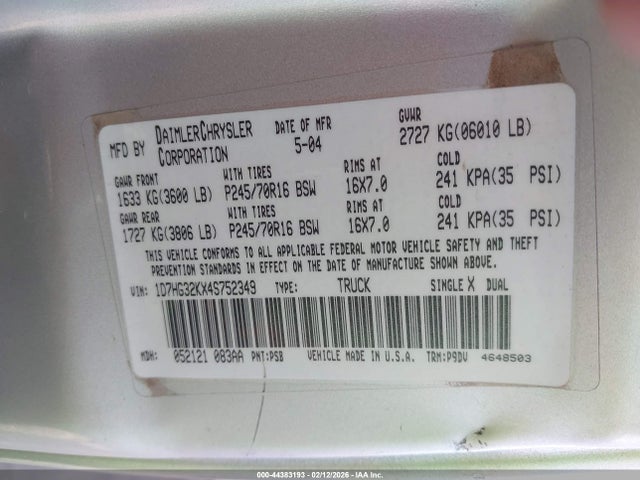 MFD BY DAIMLERCHRYSLER CORPORATION DATE OF MFR 5-04 GVWR 2727 KG(06010 LB)
GAWR FRONT WITH TIRES RIMS AT COLD
1633 KG(3600 LB) P245/70R16 BSW 16X7.0 241 KPA(35 PSI)
GAWR REAR WITH TIRES RIMS AT COLD
1727 KG(3806 LB) P245/70R16 BSW 16X7.0 241 KPA(35 PSI)
THIS VEHICLE CONFORMS TO ALL APPLICABLE FEDERAL MOTOR VEHICLE SAFETY AND THEFT
PREVENTION STANDARDS IN EFFECT ON THE DATE OF MANUFACTURE SHOWN ABOVE.
VIN: 1D7HG32KX4S752349 TYPE: TRUCK SINGLE X DUAL
MDH: 052121 083AA PNT:PSB VEHICLE MADE IN U.S.A. TRM:P9DV 4648503
000-44383193 - 02/12/2026 - IAA Inc.